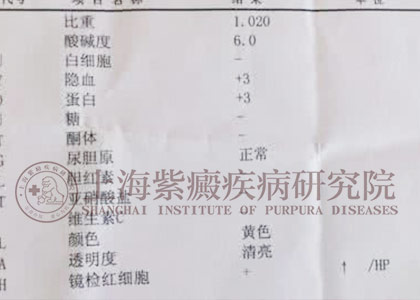 比重 1.020
酸碱度 6.0
白细胞 -
隐血 +3
蛋白 +3
糖 -
酮体 -
G 尿胆原 正常
胆红素
T 亚硝酸盐
维生素C
L 颜色 黄色
A 透明度 清亮
H 镜检红细胞 + ↑ /HP
上海紫癜疾病研究院
SHANGHAI INSTITUTE OF PURPURA DISEASES